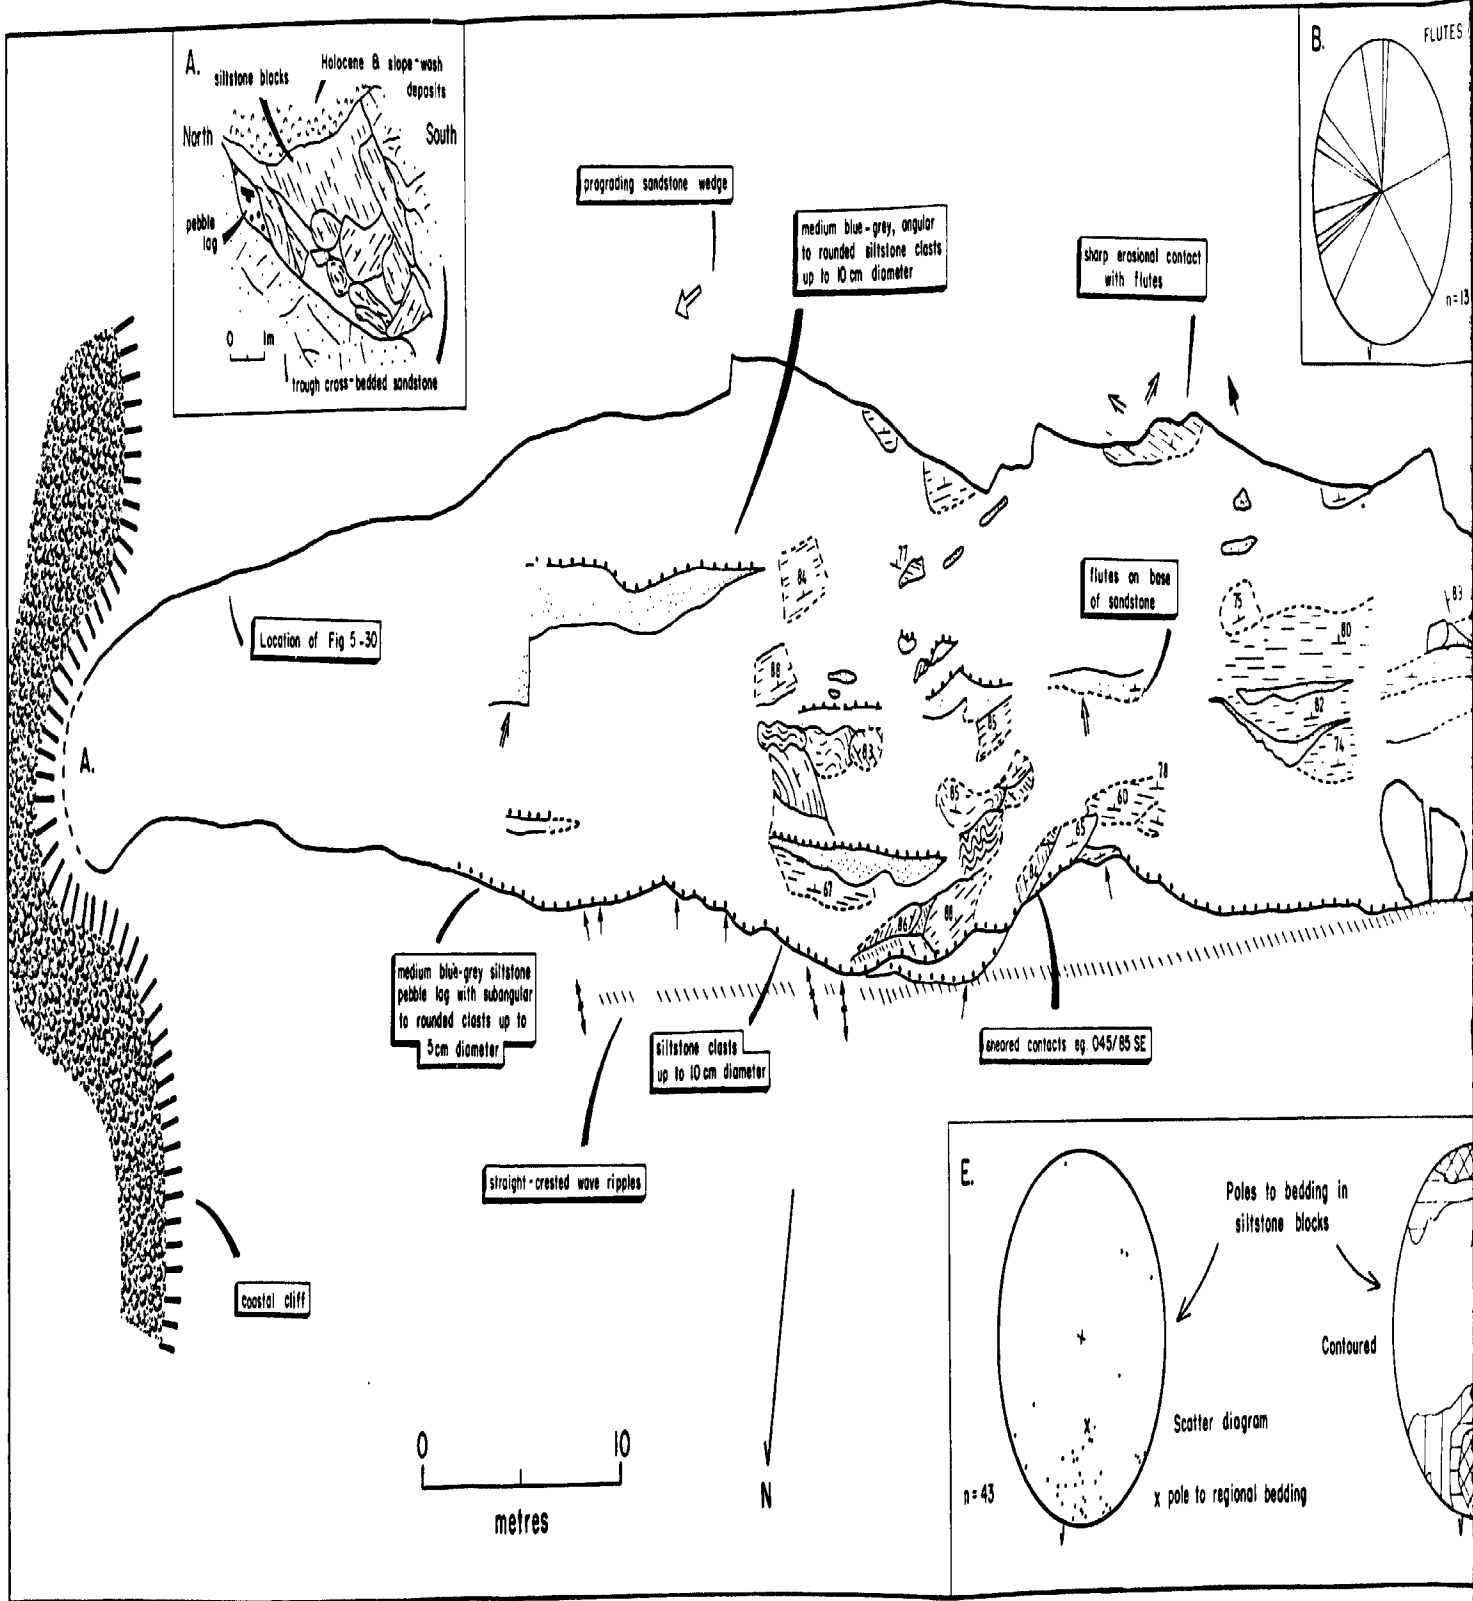 A.
siltstone blocks
Holocene & slope-wash
deposits
North
South
pebble
lag
0 1m
trough cross-bedded sandstone
B.
FLUTES
n=13
prograding sandstone wedge
medium blue-grey, angular
to rounded siltstone clasts
up to 10cm diameter
sharp erosional contact
with flutes
Location of Fig 5-30
flutes on base
of sandstone
A.
84
77
75
80
83
88
83
85
82
74
85
78
60
65
84
67
86
88
medium blue-grey siltstone
pebble lag with subangular
to rounded clasts up to
5cm diameter
siltstone clasts
up to 10cm diameter
sheared contacts eg. 045/85 SE
straight-crested wave ripples
coastal cliff
0 10
metres
N
E.
Poles to bedding in
siltstone blocks
Contoured
Scatter diagram
n=43
x pole to regional bedding